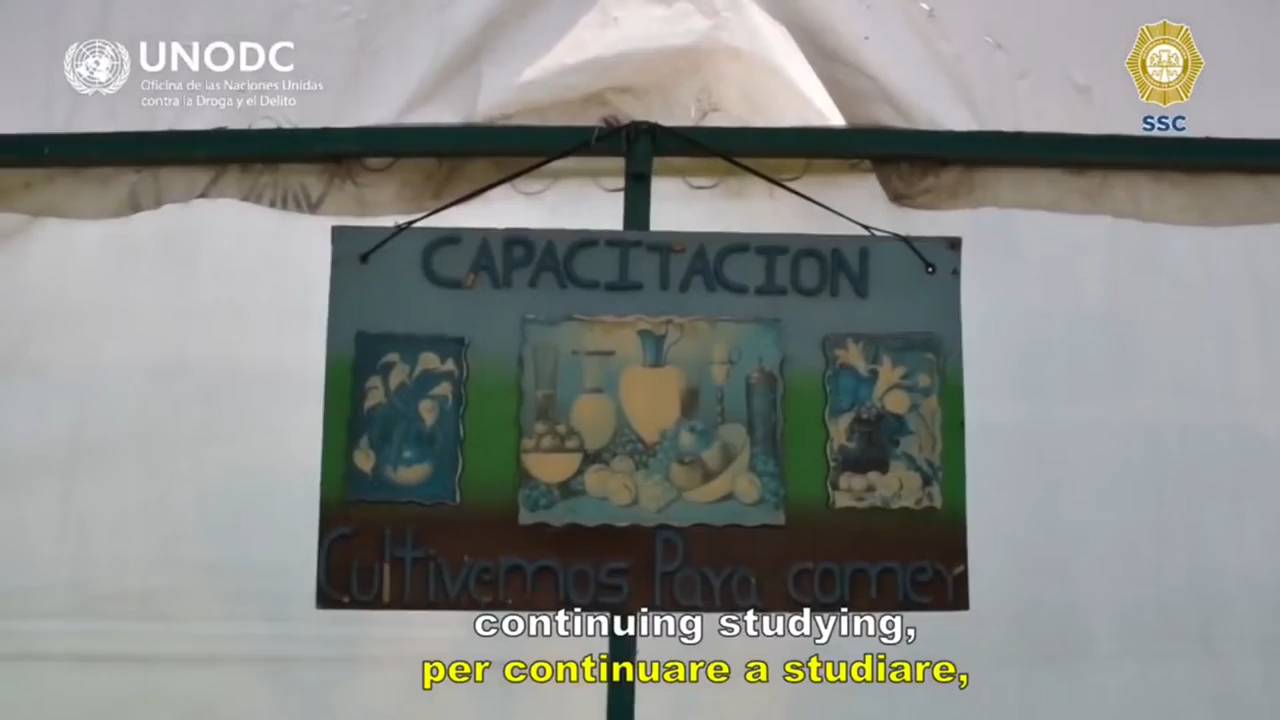 UNODC
Oficina de las Naciones Unidas
contra la Droga y el Delito
SSC
CAPACITACION
Cultivemos Para comer
continuing studying,
per continuare a studiare,